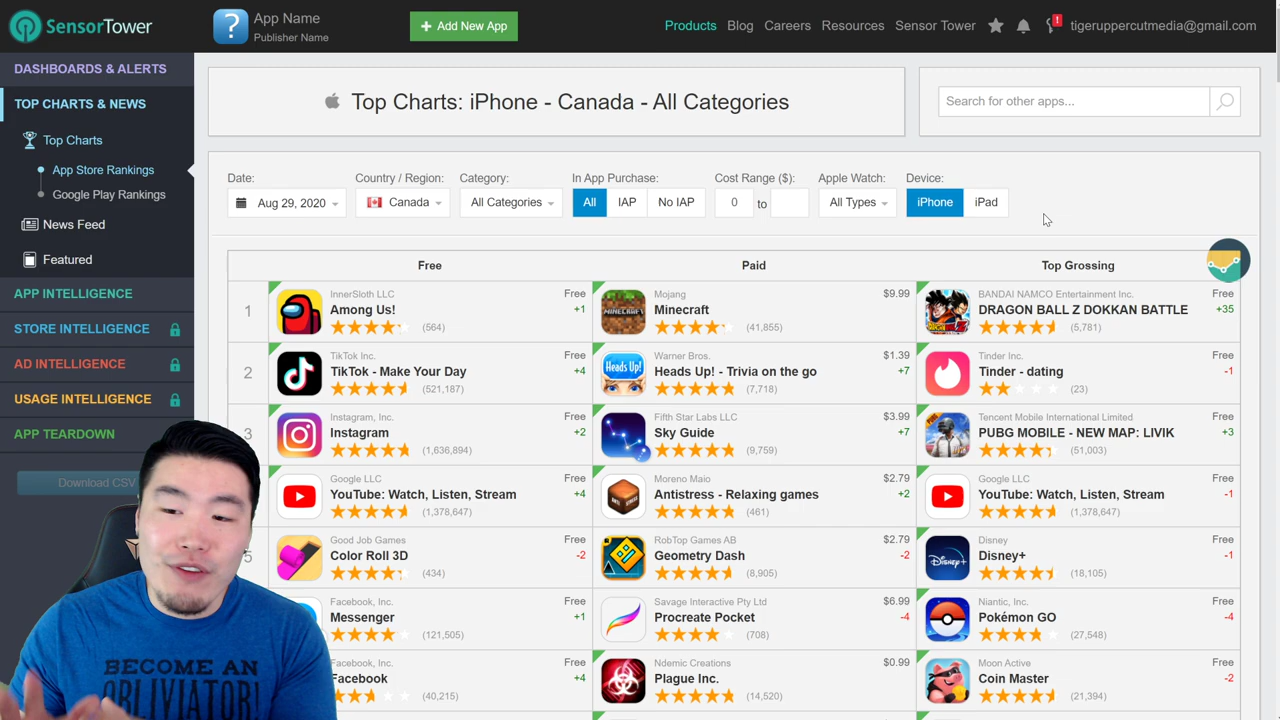 SensorTower
?
App Name
Publisher Name
+ Add New App
Products
Blog
Careers
Resources
Sensor Tower
1
tigeruppercutmedia@gmail.com
DASHBOARDS & ALERTS
TOP CHARTS & NEWS
Top Charts
App Store Rankings
Google Play Rankings
News Feed
Featured
APP INTELLIGENCE
STORE INTELLIGENCE
AD INTELLIGENCE
USAGE INTELLIGENCE
APP TEARDOWN
Download CSV
Top Charts: iPhone - Canada - All Categories
Search for other apps...
Date:
Aug 29, 2020
Country / Region:
Canada
Category:
All Categories
In App Purchase:
All
IAP
No IAP
Cost Range ($):
0
to
Apple Watch:
All Types
Device:
iPhone
iPad
Free
Paid
Top Grossing
1
InnerSloth LLC
Free
Among Us!
+1
(564)
Mojang
$9.99
MINECRAFT
Minecraft
(41,855)
BANDAI NAMCO Entertainment Inc.
Free
DRAGON BALL Z DOKKAN BATTLE
+35
(5,781)
2
TikTok Inc.
Free
TikTok - Make Your Day
+4
(521,187)
Warner Bros.
$1.39
Heads Up!
Heads Up! - Trivia on the go
+7
(7,718)
Tinder Inc.
Free
Tinder - dating
-1
(23)
3
Instagram, Inc.
Free
Instagram
+2
(1,636,894)
Fifth Star Labs LLC
$3.99
Sky Guide
+7
(9,759)
Tencent Mobile International Limited
Free
PUBG MOBILE - NEW MAP: LIVIK
+3
(51,003)
Google LLC
Free
YouTube: Watch, Listen, Stream
+4
(1,378,647)
Moreno Maio
$2.79
Antistress - Relaxing games
+2
(461)
Google LLC
Free
YouTube: Watch, Listen, Stream
-1
(1,378,647)
5
Good Job Games
Free
Color Roll 3D
-2
(434)
RobTop Games AB
$2.79
Geometry Dash
-2
(8,905)
Disney
Free
Disney+
Disney+
-1
(18,105)
Facebook, Inc.
Free
Messenger
+1
(121,505)
Savage Interactive Pty Ltd
$6.99
Procreate Pocket
-4
(708)
Niantic, Inc.
Free
Pokémon GO
-4
(27,548)
Facebook, Inc.
Free
Facebook
+4
(40,215)
Ndemic Creations
$0.99
Plague Inc.
(14,520)
Moon Active
Free
Coin Master
-2
(21,394)
BECOME AN
OBLIVIATOR!